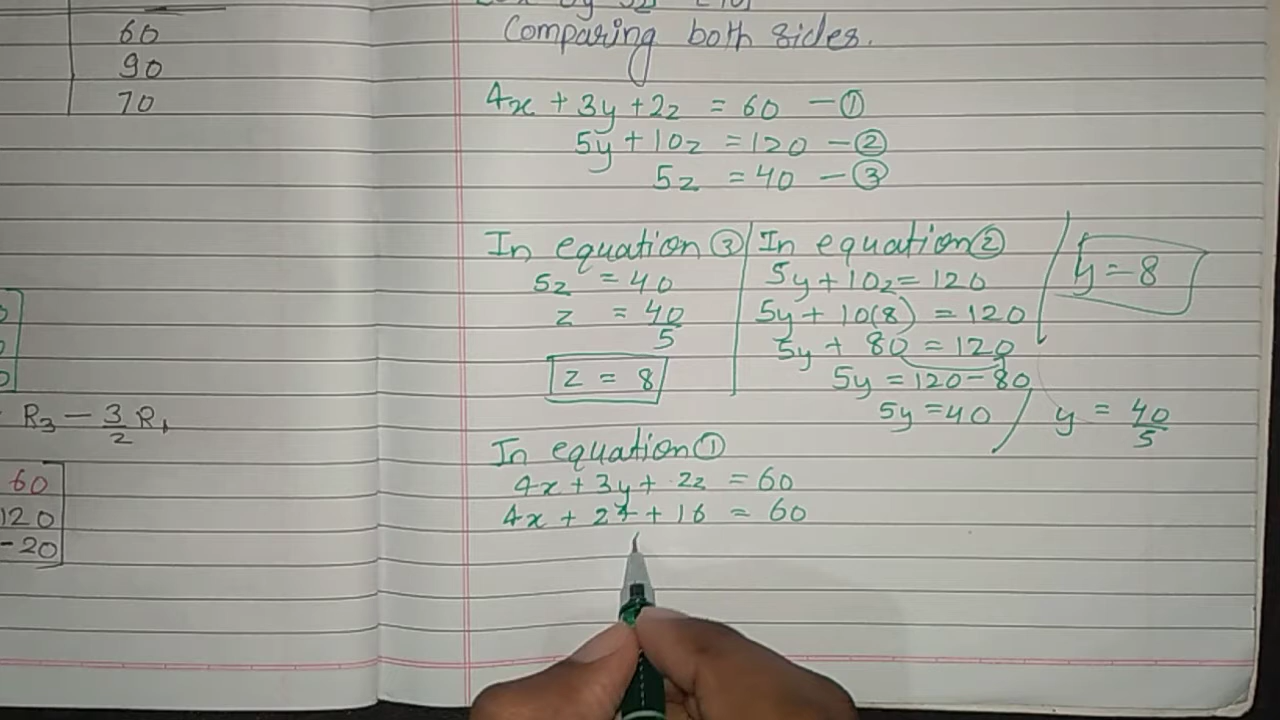 60
90
70
R₃ — 3/2 R₁
60
120
-20
Comparing both sides.
4x + 3y + 2z = 60 — ①
5y + 10z = 120 — ②
5z = 40 — ③
In equation ③
5z = 40
z = 40/5
z = 8
In equation ②
5y + 10z = 120
5y + 10(8) = 120
5y + 80 = 120
5y = 120 - 80
5y = 40
y = 40/5
y = 8
In equation ①
4x + 3y + 2z = 60
4x + 24 + 16 = 60